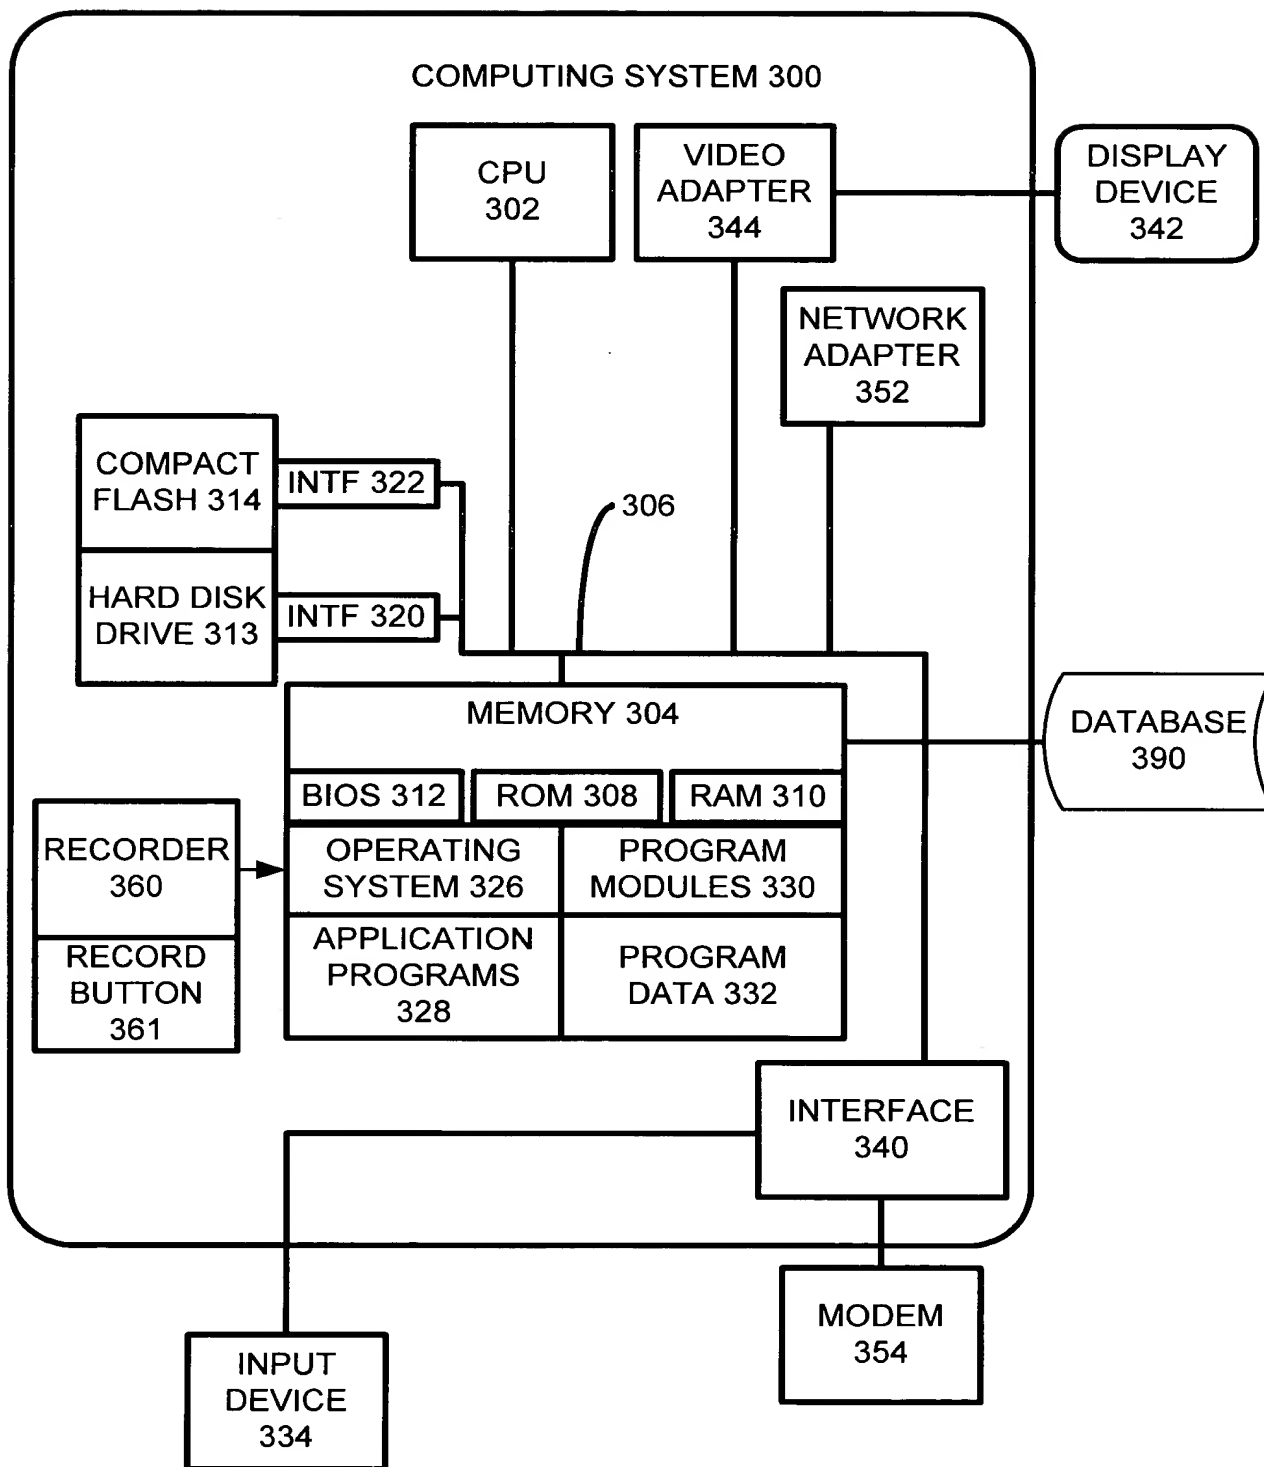 COMPUTING SYSTEM 300
CPU
302
VIDEO
ADAPTER
344
DISPLAY
DEVICE
342
NETWORK
ADAPTER
352
COMPACT
FLASH 314
INTF 322
306
HARD DISK
DRIVE 313
INTF 320
MEMORY 304
DATABASE
390
BIOS 312
ROM 308
RAM 310
RECORDER
360
OPERATING
SYSTEM 326
PROGRAM
MODULES 330
RECORD
BUTTON
361
APPLICATION
PROGRAMS
328
PROGRAM
DATA 332
INTERFACE
340
MODEM
354
INPUT
DEVICE
334